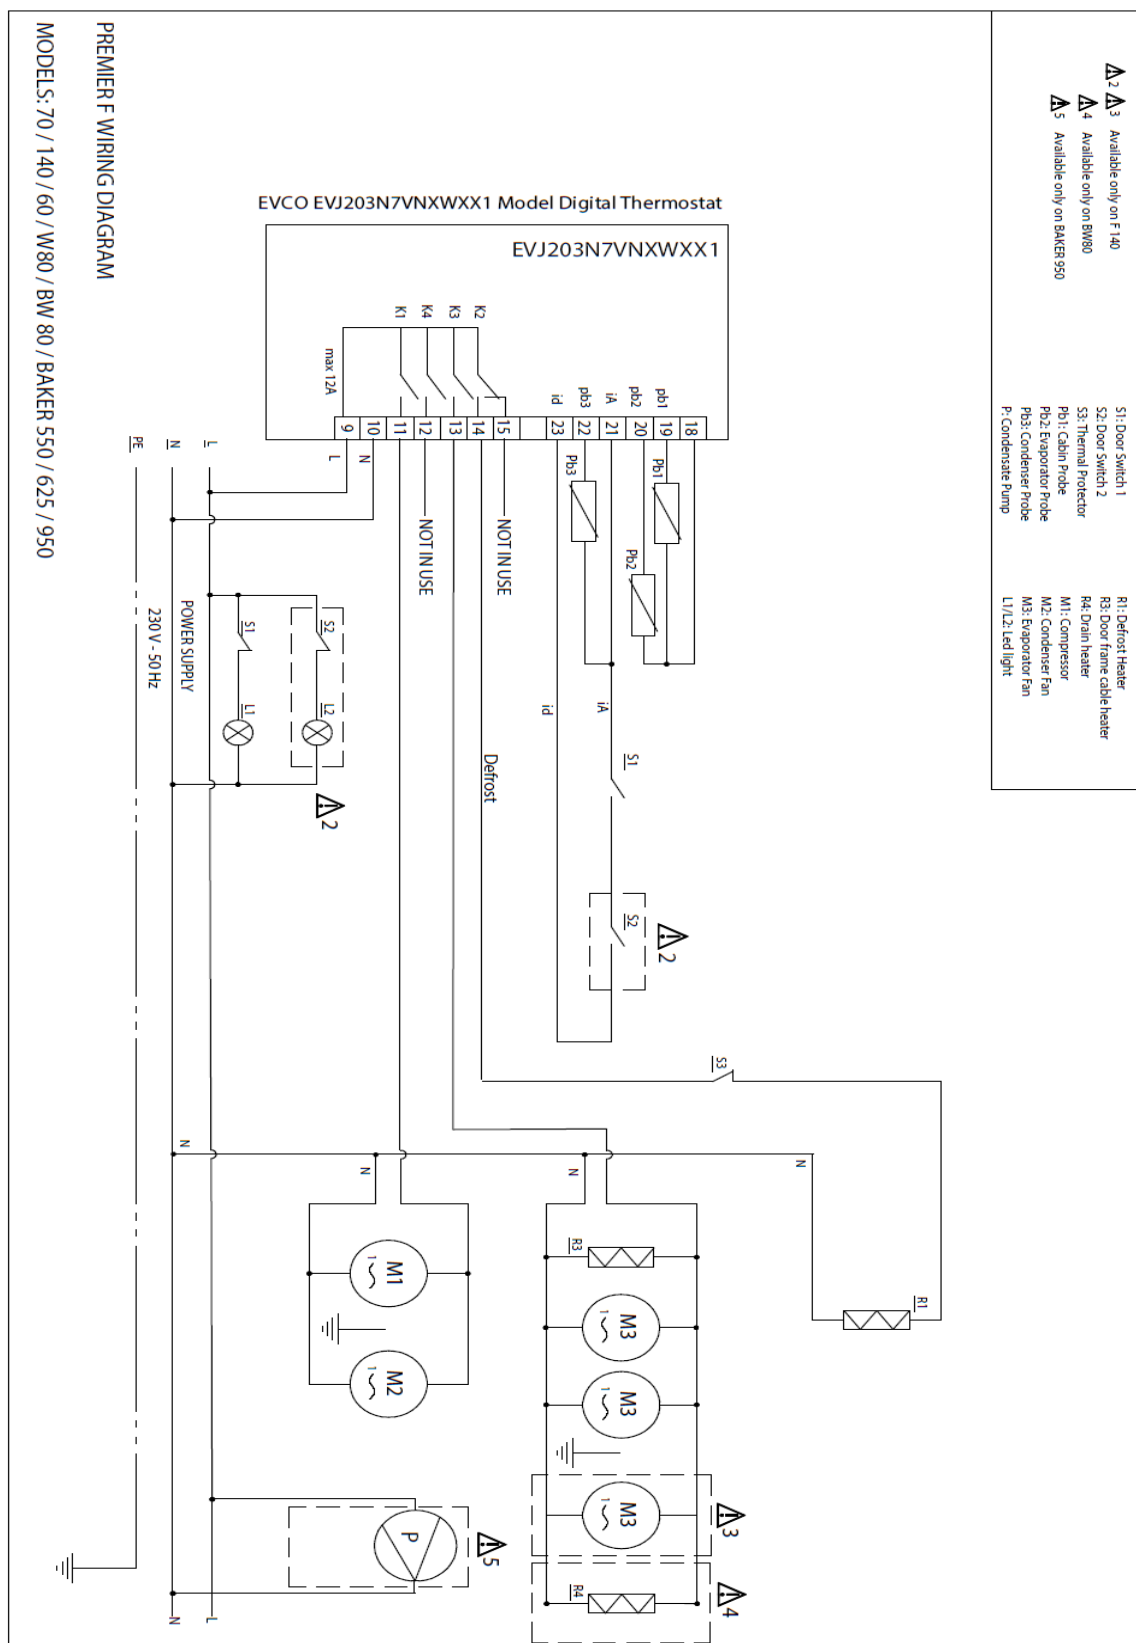 PREMIER F WIRING DIAGRAM
MODELS: 70 / 140 / 60 / W80 / BW 80 / BAKER 550 / 625 / 950
2 3 Available only on F 140
4 Available only on BW80
5 Available only on BAKER 950
S1: Door Switch 1
S2: Door Switch 2
S3: Thermal Protector
Pb1: Cabin Probe
Pb2: Evaporator Probe
Pb3: Condenser Probe
P: Condensate Pump
R1: Defrost Heater
R3: Door frame cable heater
R4: Drain heater
M1: Compressor
M2: Condenser Fan
M3: Evaporator Fan
L1/L2: Led light
EVCO EVJ203N7VNXWXX1 Model Digital Thermostat
EVJ203N7VNXWXX1
K1
K4
K3
K2
max 12A
id
pb3
iA
pb2
pb1
9
10
11
12
13
14
15
23
22
21
20
19
18
L
N
Pb3
Pb1
Pb2
NOT IN USE
NOT IN USE
PE
N
L
POWER SUPPLY
230 V - 50 Hz
S1
S2
L1
L2
2
id
iA
Defrost
S1
S2
2
S3
N
N
N
N
R3
R1
M1
1
M2
1
M3
1
M3
1
M3
1
3
R4
4
P
5
N
L